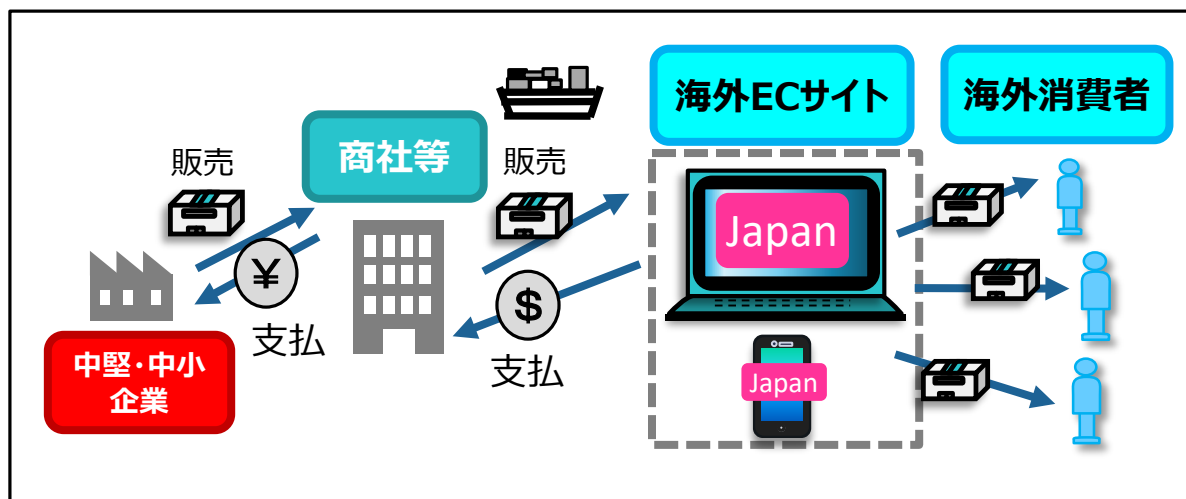 海外ECサイト
海外消費者
商社等
販売
販売
Japan
¥
$
支払
支払
中堅・中小
企業
Japan